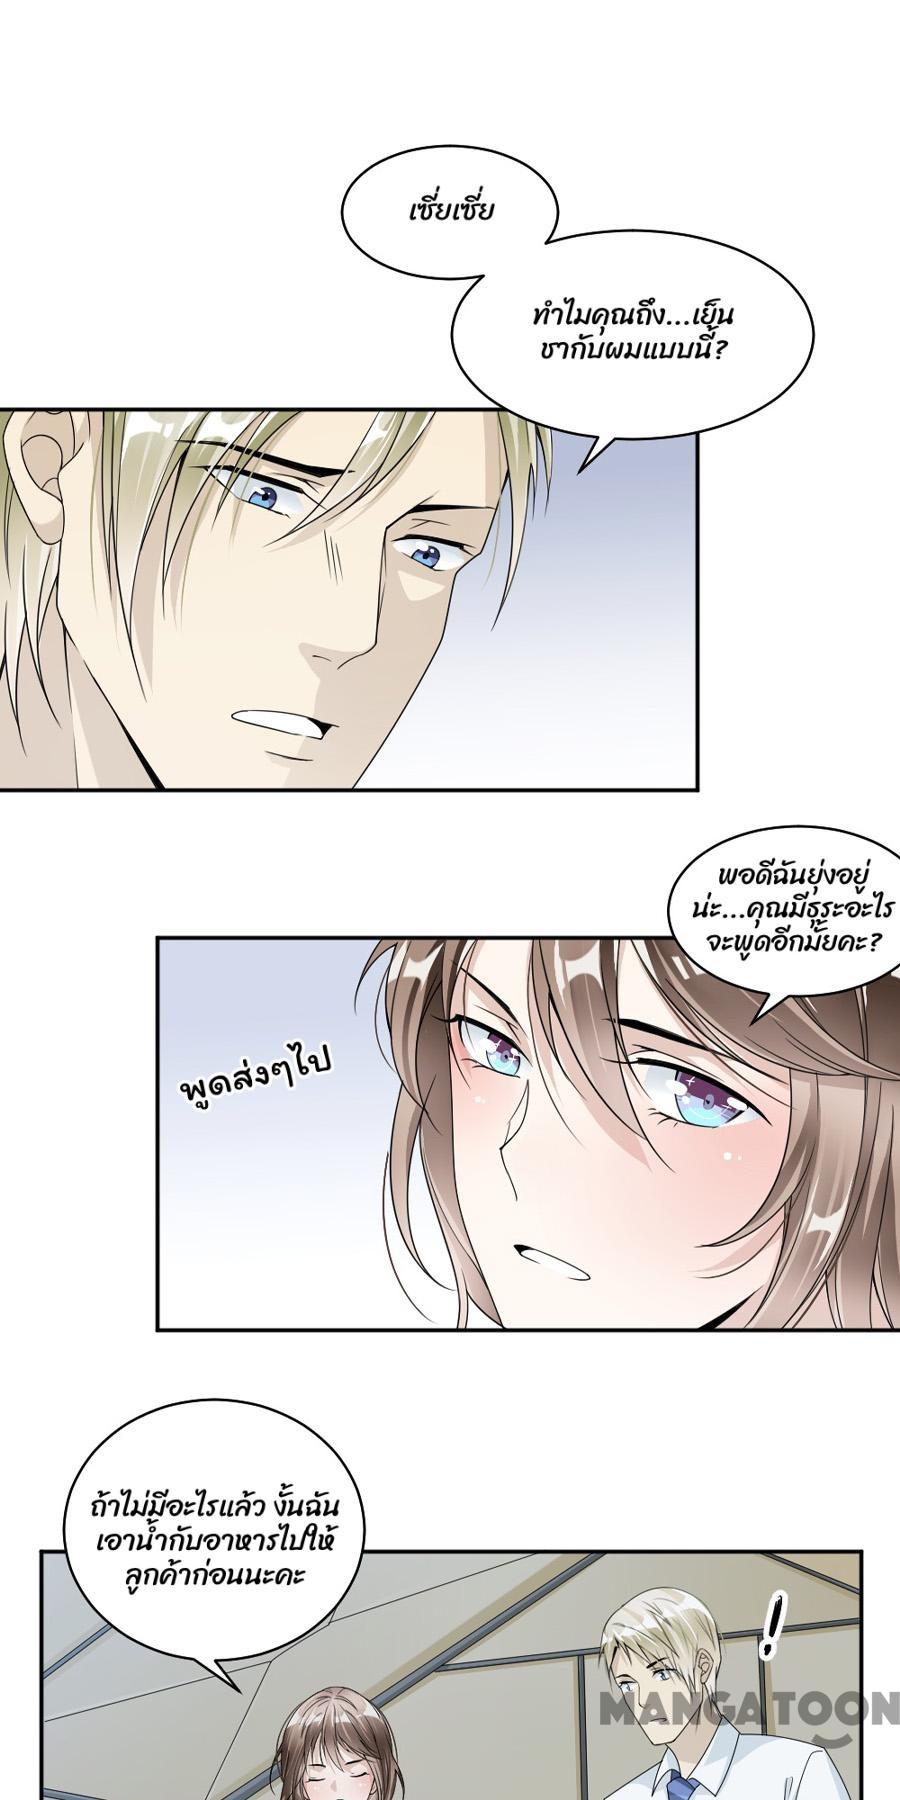 เซี่ยเซี่ย
ทำไมคุณถึง...เย็น
ชากับผมแบบนี้?
พอดีฉันยุ่งอยู่
น่ะ...คุณมีธุระอะไร
จะพูดอีกมั้ยคะ?
พูดส่งๆไป
ถ้าไม่มีอะไรแล้ว งั้นฉัน
เอาน้ำกับอาหารไปให้
ลูกค้าก่อนนะคะ
!
MANGATOON